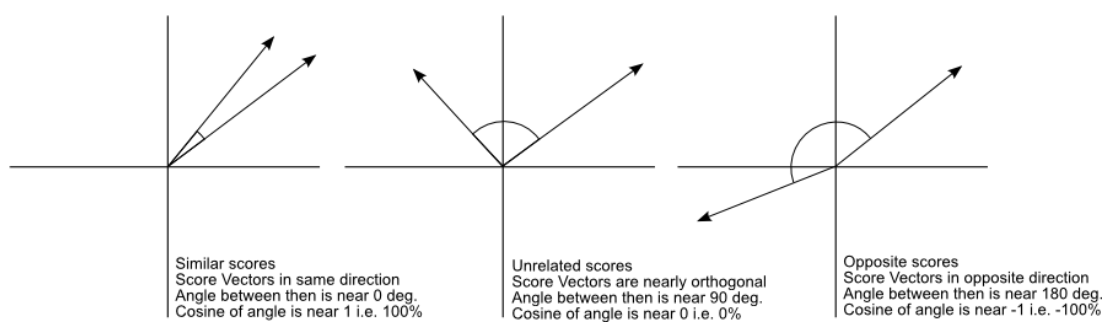 Similar scores
Score Vectors in same direction
Angle between then is near 0 deg.
Cosine of angle is near 1 i.e. 100%
Unrelated scores
Score Vectors are nearly orthogonal
Angle between then is near 90 deg.
Cosine of angle is near 0 i.e. 0%
Opposite scores
Score Vectors in opposite direction
Angle between then is near 180 deg.
Cosine of angle is near -1 i.e. -100%